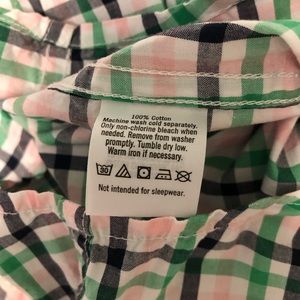 100% Cotton
Machine wash cold separately.
Only non-chlorine bleach when
needed. Remove from washer
promptly. Tumble dry low.
Warm iron if necessary.
30
Not intended for sleepwear.